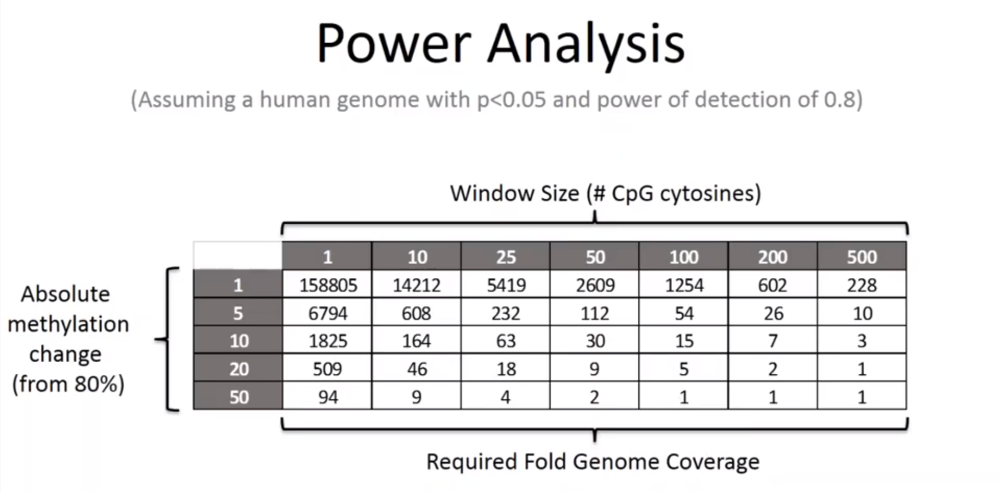 Power Analysis
(Assuming a human genome with p<0.05 and power of detection of 0.8)
Window Size (# CpG cytosines)
1 10 25 50 100 200 500
Absolute
methylation
change
(from 80%)
1 158805 14212 5419 2609 1254 602 228
5 6794 608 232 112 54 26 10
10 1825 164 63 30 15 7 3
20 509 46 18 9 5 2 1
50 94 9 4 2 1 1 1
Required Fold Genome Coverage